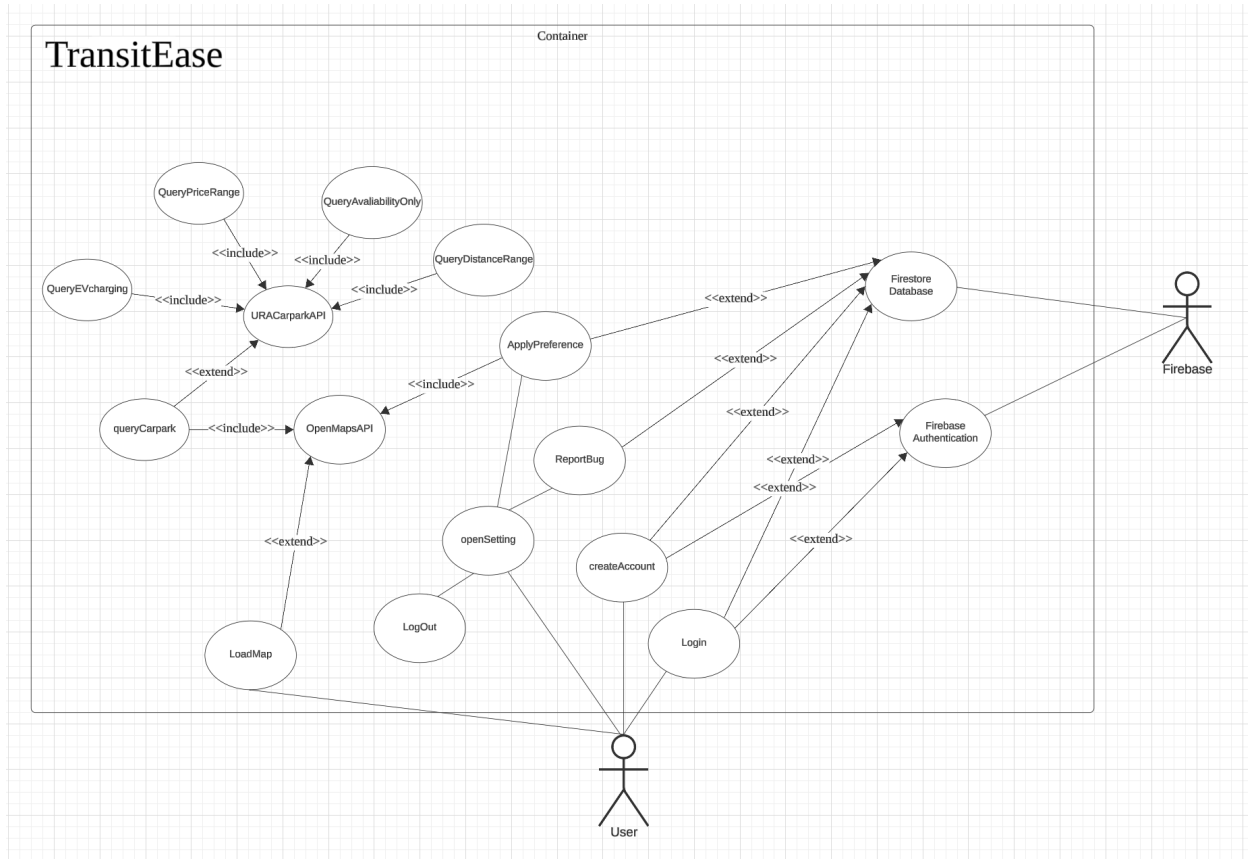 Container
TransitEase
QueryPriceRange
QueryAvaliabilityOnly
<<include>>
<<include>>
QueryDistanceRange
QueryEVcharging
<<include>>
<<include>>
URACarparkAPI
Firestore
Database
<<extend>>
ApplyPreference
<<extend>>
Firebase
<<extend>>
<<include>>
<<extend>>
queryCarpark
<<include>>
OpenMapsAPI
Firebase
Authentication
ReportBug
<<extend>>
<<extend>>
<<extend>>
openSetting
<<extend>>
createAccount
LogOut
Login
LoadMap
User